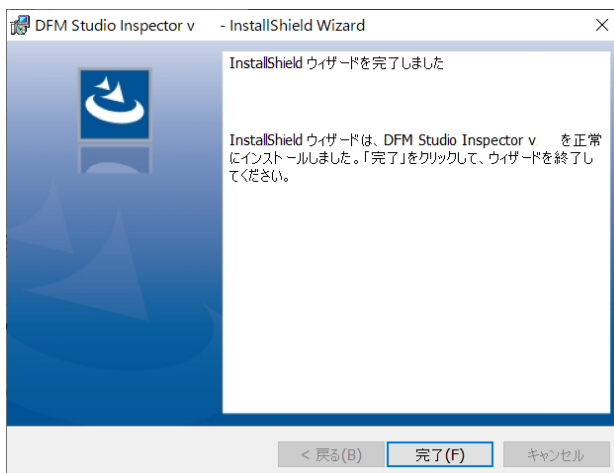 DFM Studio Inspector v - InstallShield Wizard
InstallShield ウィザードを完了しました
InstallShield ウィザードは、DFM Studio Inspector v を正常
にインストールしました。「完了」をクリックして、ウィザードを終了し
てください。
< 戻る(B)
完了(F)
キャンセル